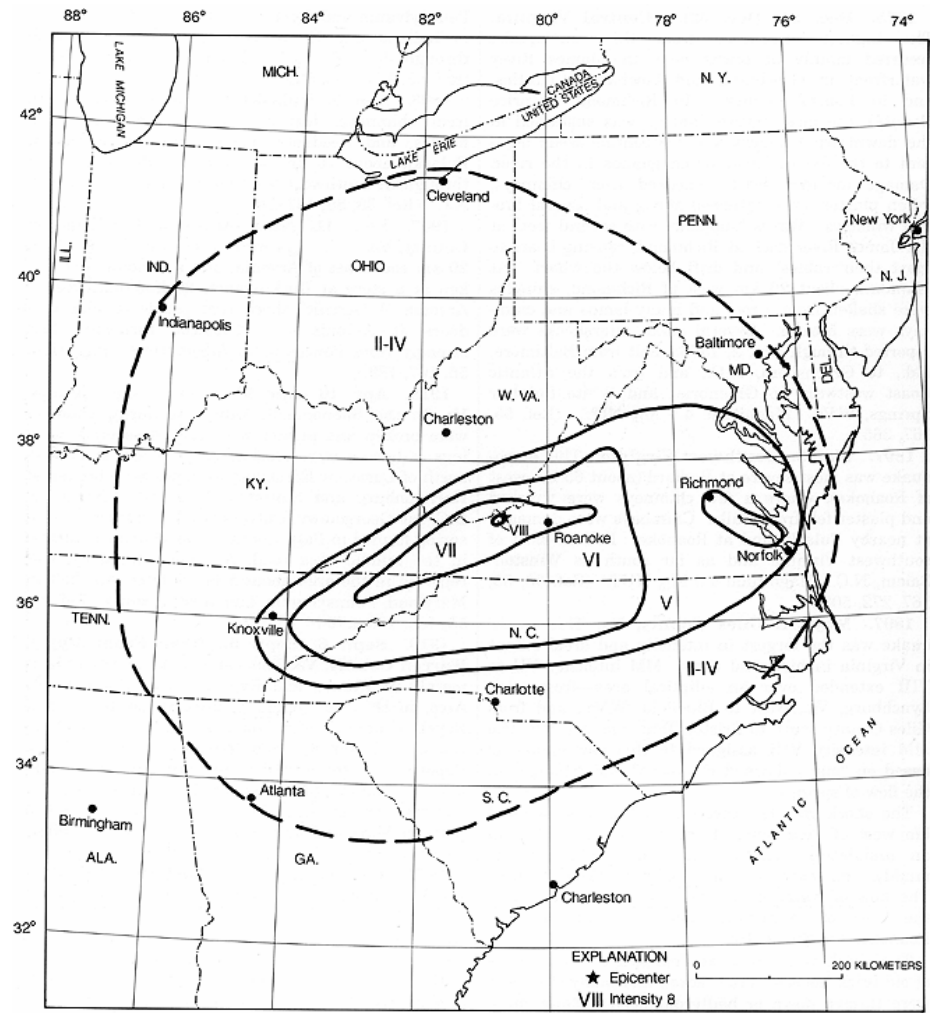 88°
86°
84°
82°
80°
78°
76°
74°
LAKE MICHIGAN
MICH.
CANADA
UNITED STATES
N. Y.
42°
LAKE ERIE
Cleveland
PENN.
New York
ILL.
IND.
OHIO
N. J.
40°
Indianapolis
II-IV
Baltimore
MD.
DEL.
W. VA.
Charleston
38°
KY.
Richmond
VIII
Roanoke
VII
VI
Norfolk
V
36°
TENN.
Knoxville
N. C.
II-IV
Charlotte
34°
Atlanta
S. C.
Birmingham
ALA.
GA.
ATLANTIC OCEAN
Charleston
32°
EXPLANATION
★ Epicenter
VIII Intensity 8
0 200 KILOMETERS